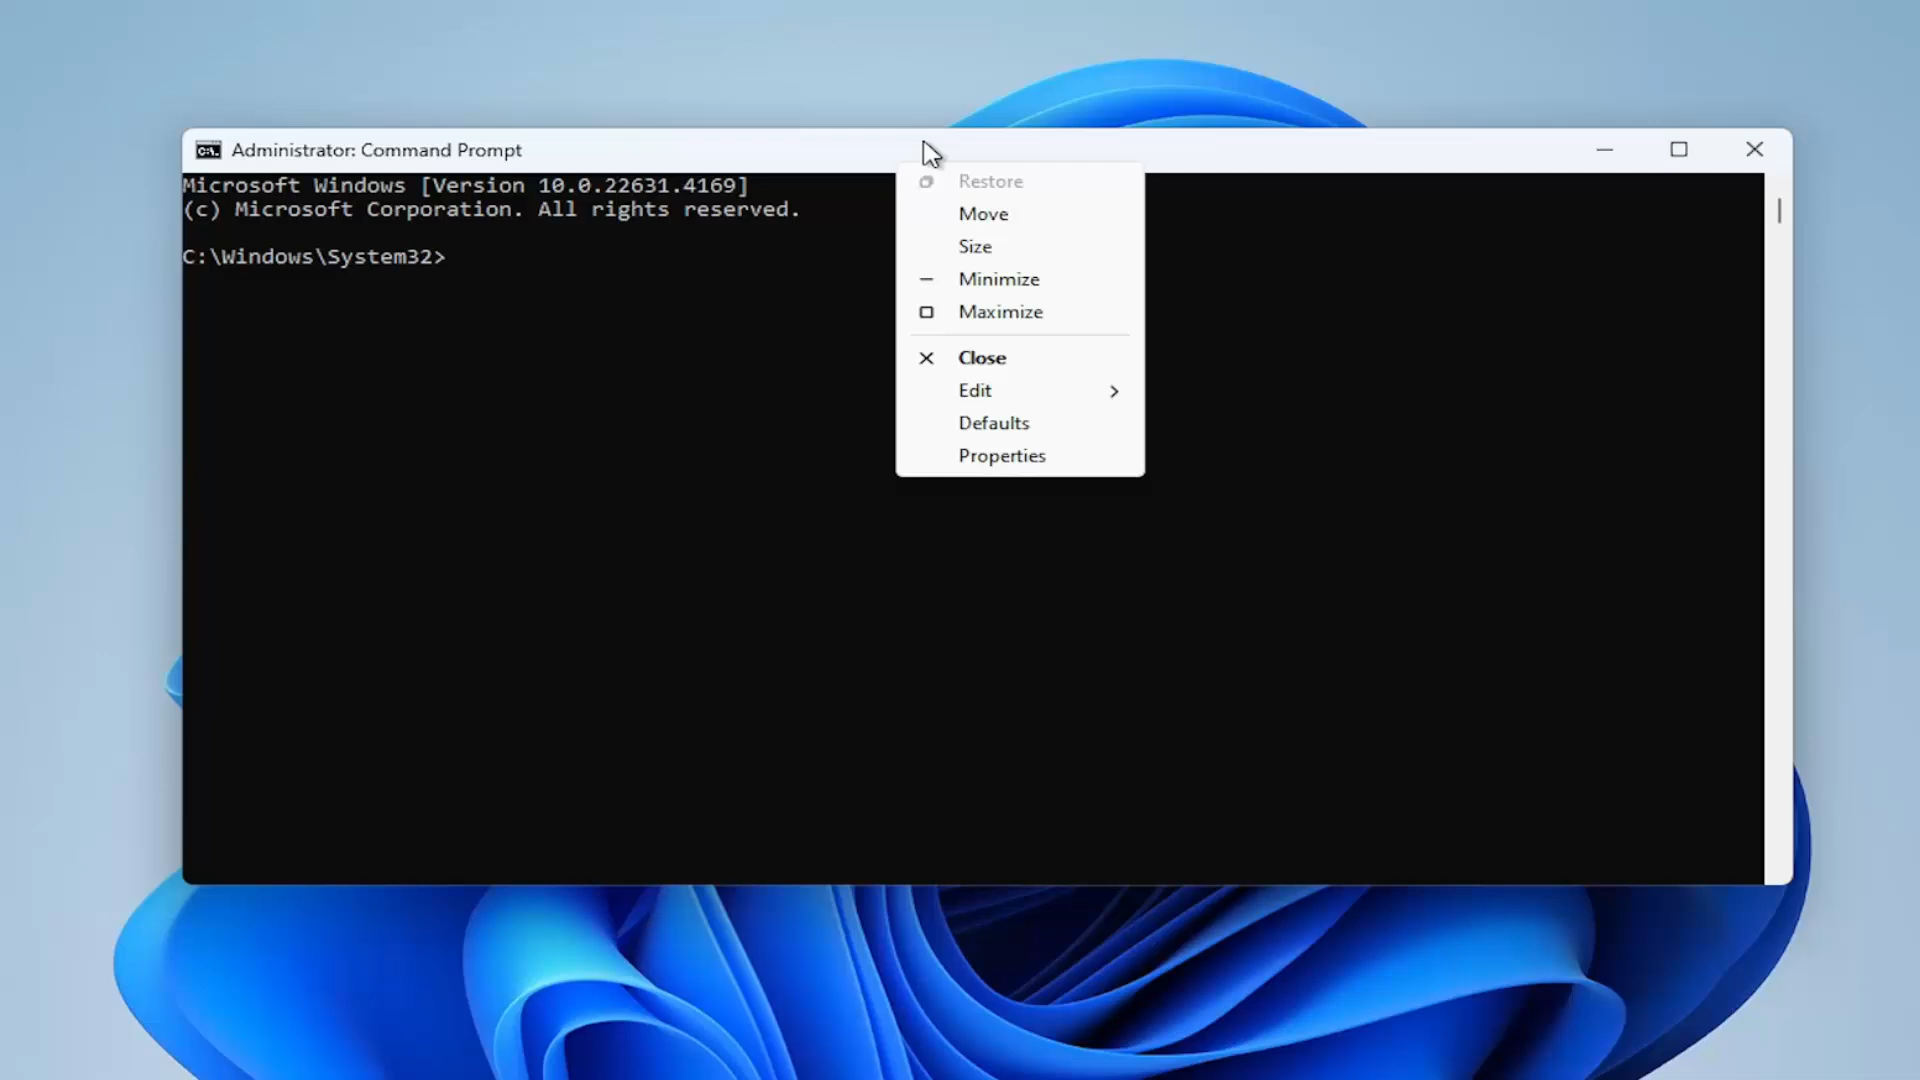 Administrator: Command Prompt
Microsoft Windows [Version 10.0.22631.4169]
(c) Microsoft Corporation. All rights reserved.
C:\Windows\System32>
Restore
Move
Size
Minimize
Maximize
Close
Edit
Defaults
Properties